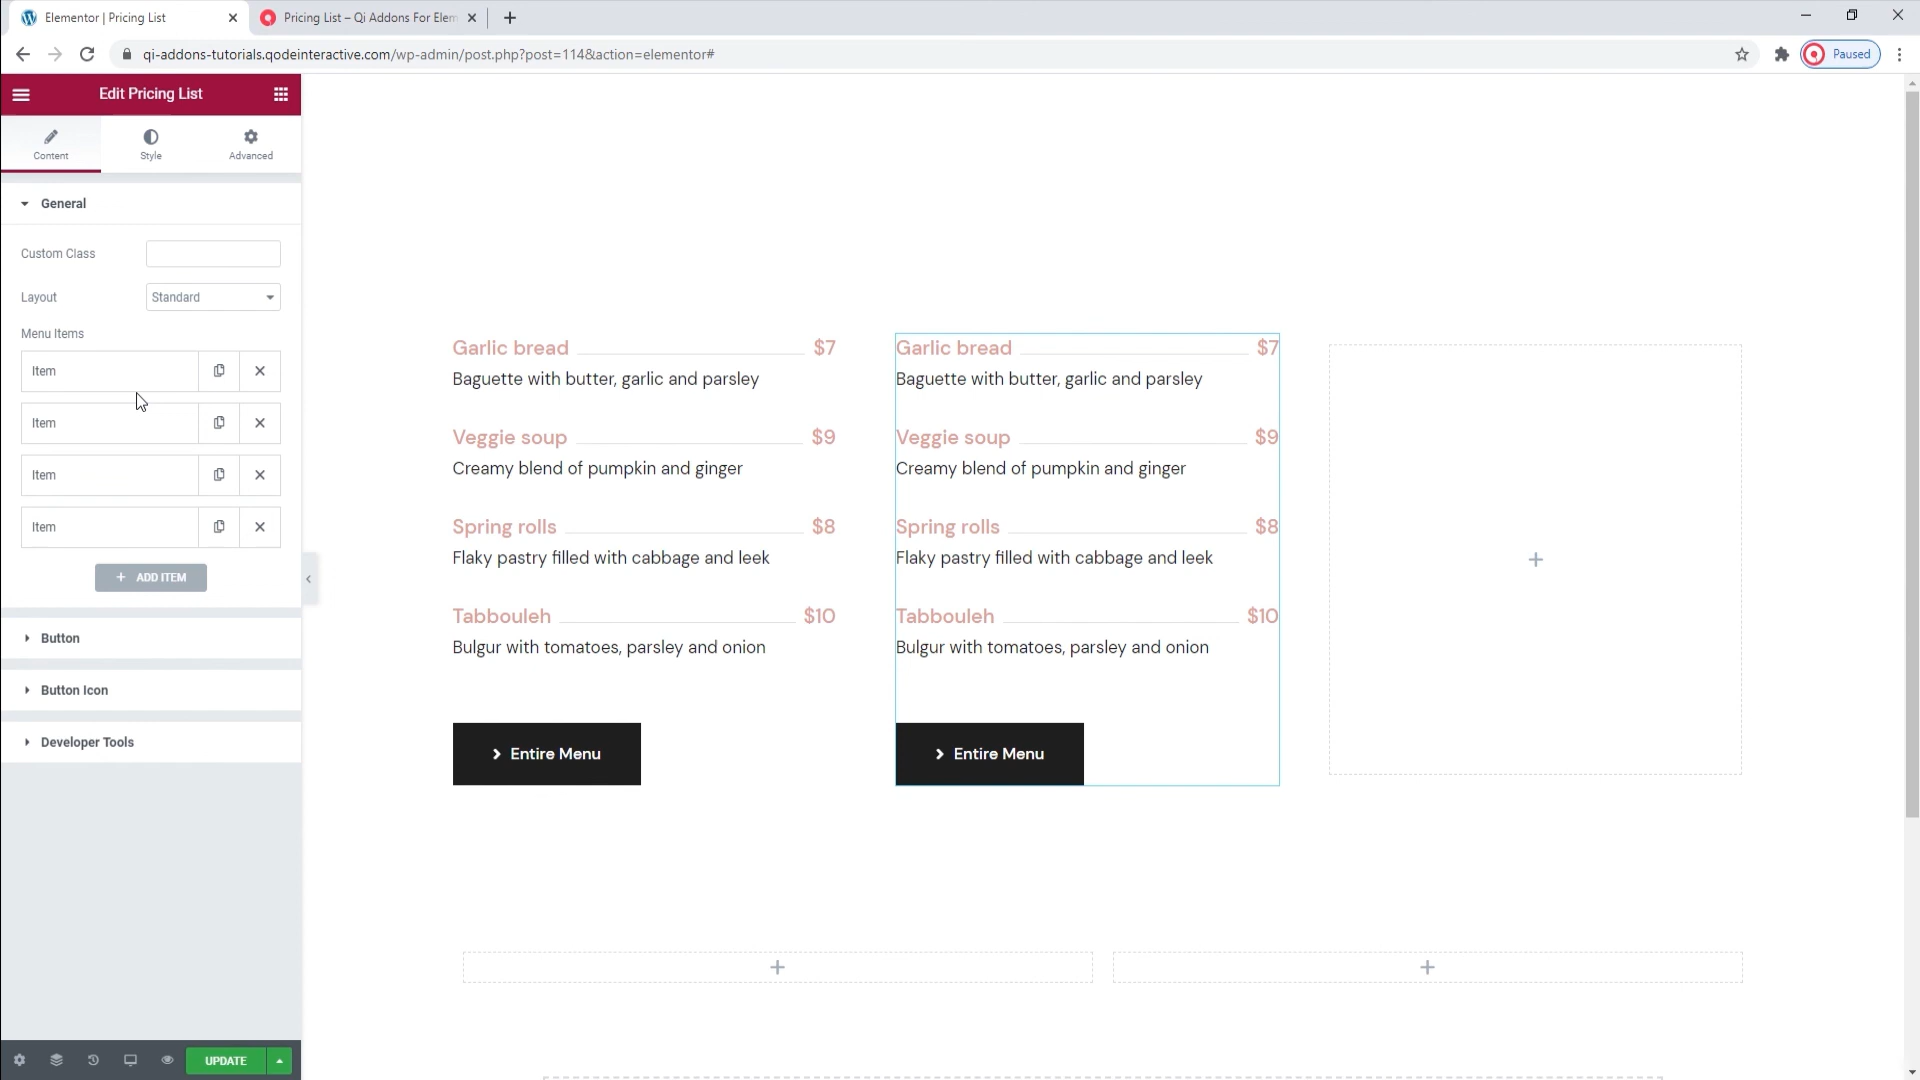 Elementor | Pricing List
Pricing List – Qi Addons For Elem
qi-addons-tutorials.qodeinteractive.com/wp-admin/post.php?post=114&action=elementor#
Paused
Edit Pricing List
Content
Style
Advanced
General
Custom Class
Layout
Standard
Menu Items
Item
Item
Item
Item
+ ADD ITEM
Button
Button Icon
Developer Tools
UPDATE
Garlic bread $7
Baguette with butter, garlic and parsley
Veggie soup $9
Creamy blend of pumpkin and ginger
Spring rolls $8
Flaky pastry filled with cabbage and leek
Tabbouleh $10
Bulgur with tomatoes, parsley and onion
Entire Menu
Garlic bread $7
Baguette with butter, garlic and parsley
Veggie soup $9
Creamy blend of pumpkin and ginger
Spring rolls $8
Flaky pastry filled with cabbage and leek
Tabbouleh $10
Bulgur with tomatoes, parsley and onion
Entire Menu